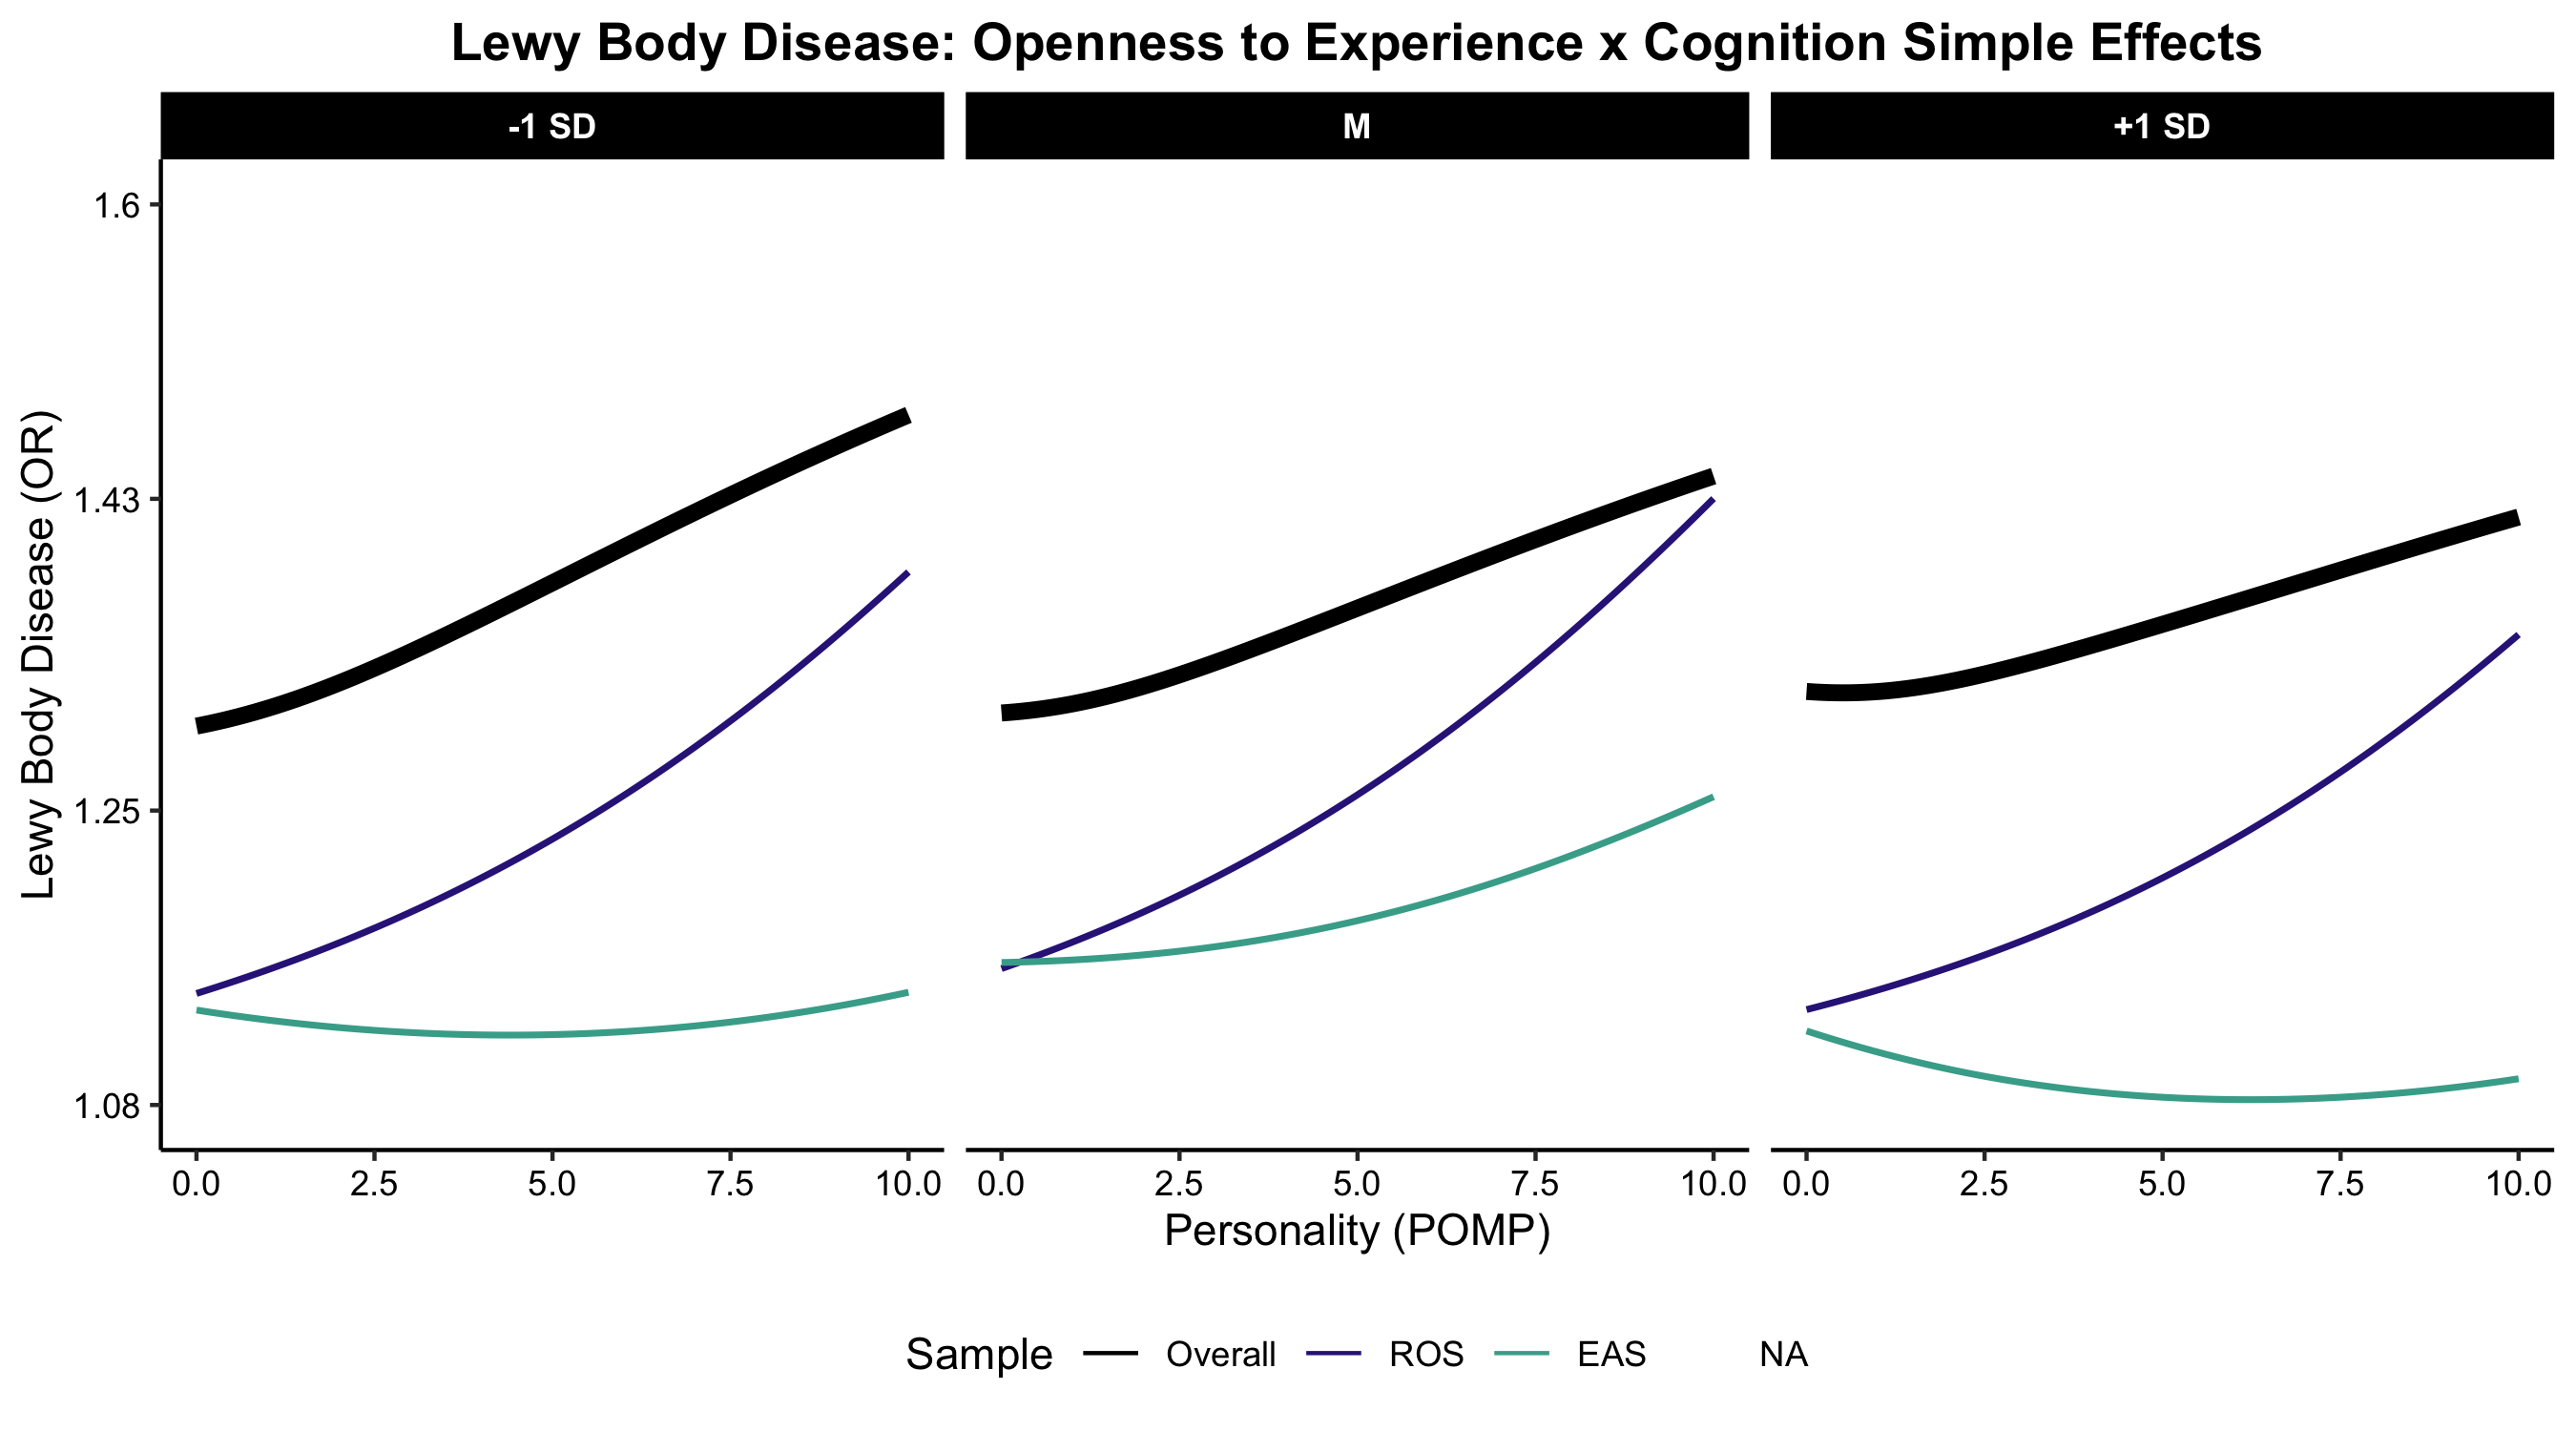 Lewy Body Disease: Openness to Experience x Cognition Simple Effects
-1 SD M +1 SD
Lewy Body Disease (OR)
1.6
1.43
1.25
1.08
0.0 2.5 5.0 7.5 10.0 0.0 2.5 5.0 7.5 10.0 0.0 2.5 5.0 7.5 10.0
Personality (POMP)
Sample Overall ROS EAS NA